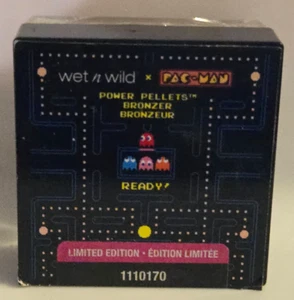 wet n wild x PAC-MAN
POWER PELLETS™
BRONZER
BRONZEUR
READY!
LIMITED EDITION • ÉDITION LIMITÉE
1110170